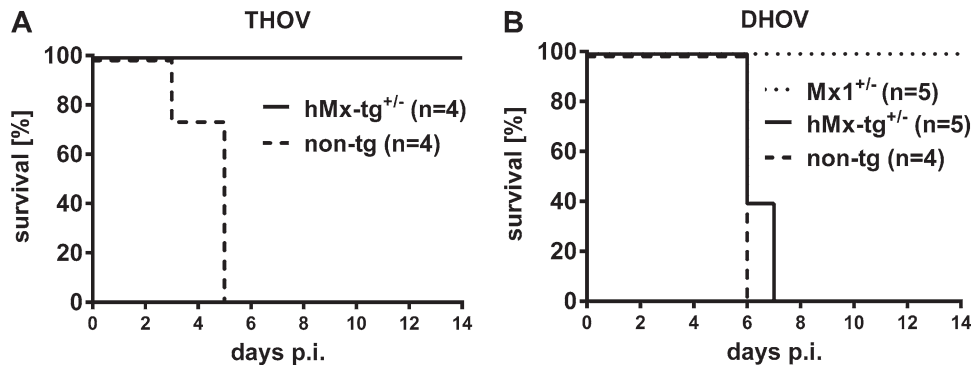 A
THOV
survival [%]
100
80
60
40
20
0
hMx-tg+/- (n=4)
non-tg (n=4)
0 2 4 6 8 10 12 14
days p.i.
B
DHOV
survival [%]
100
80
60
40
20
0
Mx1+/- (n=5)
hMx-tg+/- (n=5)
non-tg (n=4)
0 2 4 6 8 10 12 14
days p.i.